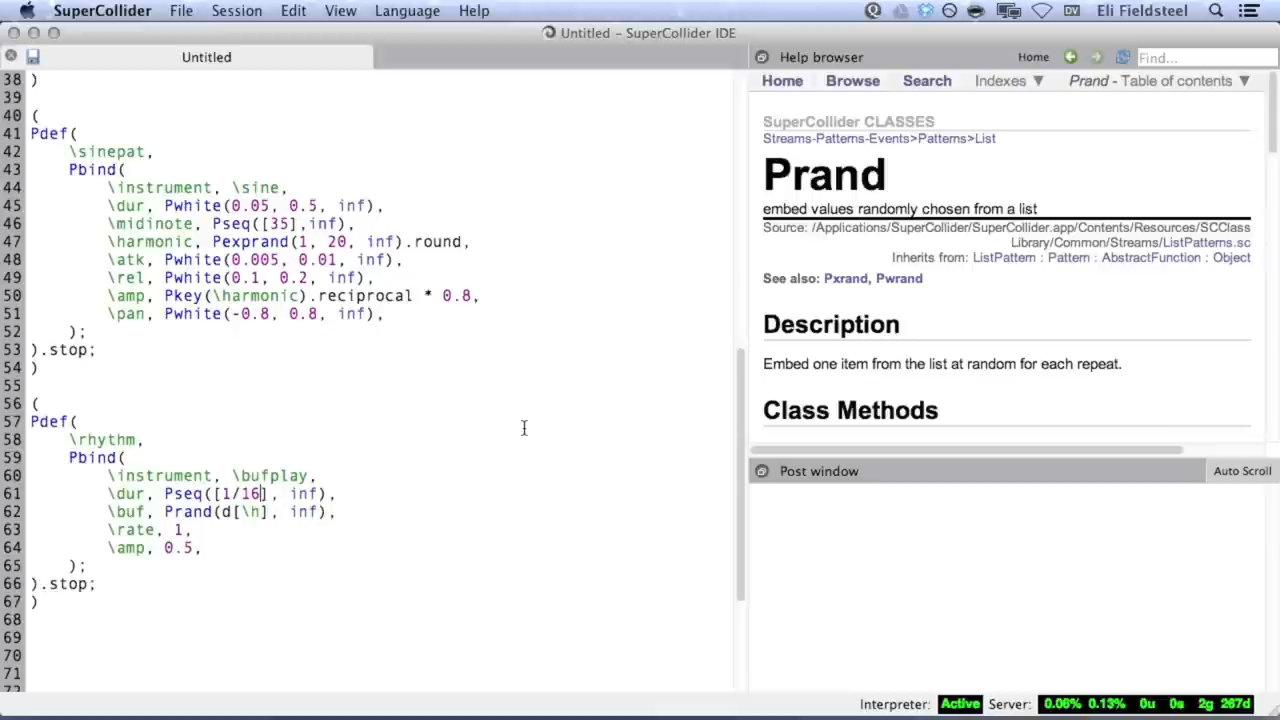 SuperCollider File Session Edit View Language Help DV Eli Fieldsteel
Untitled – SuperCollider IDE
Untitled
38 )
39
40 (
41 Pdef(
42 \sinepat,
43 Pbind(
44 \instrument, \sine,
45 \dur, Pwhite(0.05, 0.5, inf),
46 \midinote, Pseq([35],inf),
47 \harmonic, Pexprand(1, 20, inf).round,
48 \atk, Pwhite(0.005, 0.01, inf),
49 \rel, Pwhite(0.1, 0.2, inf),
50 \amp, Pkey(\harmonic).reciprocal * 0.8,
51 \pan, Pwhite(-0.8, 0.8, inf),
52 );
53 ).stop;
54 )
55
56 (
57 Pdef(
58 \rhythm,
59 Pbind(
60 \instrument, \bufplay,
61 \dur, Pseq([1/16], inf),
62 \buf, Prand(d[\h], inf),
63 \rate, 1,
64 \amp, 0.5,
65 );
66 ).stop;
67 )
68
69
70
71
Help browser Home Find...
Home Browse Search Indexes ▼ Prand - Table of contents ▼
SuperCollider CLASSES
Streams-Patterns-Events>Patterns>List
Prand
embed values randomly chosen from a list
Source: /Applications/SuperCollider/SuperCollider.app/Contents/Resources/SCClass
Library/Common/Streams/ListPatterns.sc
Inherits from: ListPattern : Pattern : AbstractFunction : Object
See also: Pxrand, Pwrand
Description
Embed one item from the list at random for each repeat.
Class Methods
Post window Auto Scroll
Interpreter: Active Server: 0.06% 0.13% 0u 0s 2g 267d